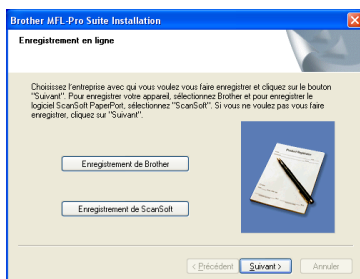 Brother MFL-Pro Suite Installation
Enregistrement en ligne
Choisissez l'entreprise avec qui vous voulez vous faire enregistrer et cliquez sur le bouton
"Suivant". Pour enregistrer votre appareil, sélectionnez Brother et pour enregistrer le
logiciel ScanSoft PaperPort, sélectionnez "ScanSoft". Si vous ne voulez pas vous faire
enregistrer, cliquez sur "Suivant".
Enregistrement de Brother
Enregistrement de ScanSoft
< Précédent
Suivant >
Annuler